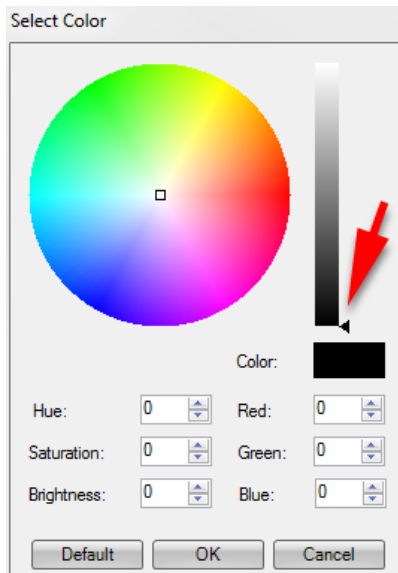 Select Color
Color:
Hue: 0 Red: 0
Saturation: 0 Green: 0
Brightness: 0 Blue: 0
Default OK Cancel